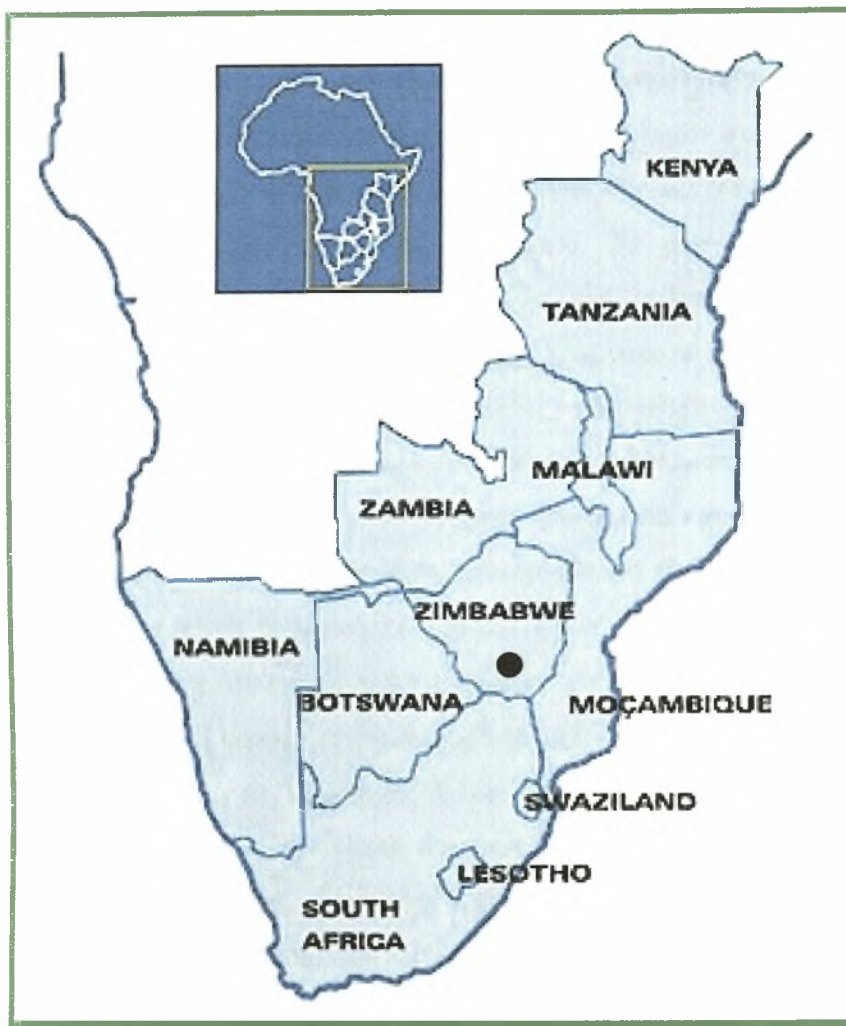 KENYA
TANZANIA
MALAWI
ZAMBIA
ZIMBABWE
NAMIBIA
BOTSWANA
MOÇAMBIQUE
SWAZILAND
LESOTHO
SOUTH
AFRICA